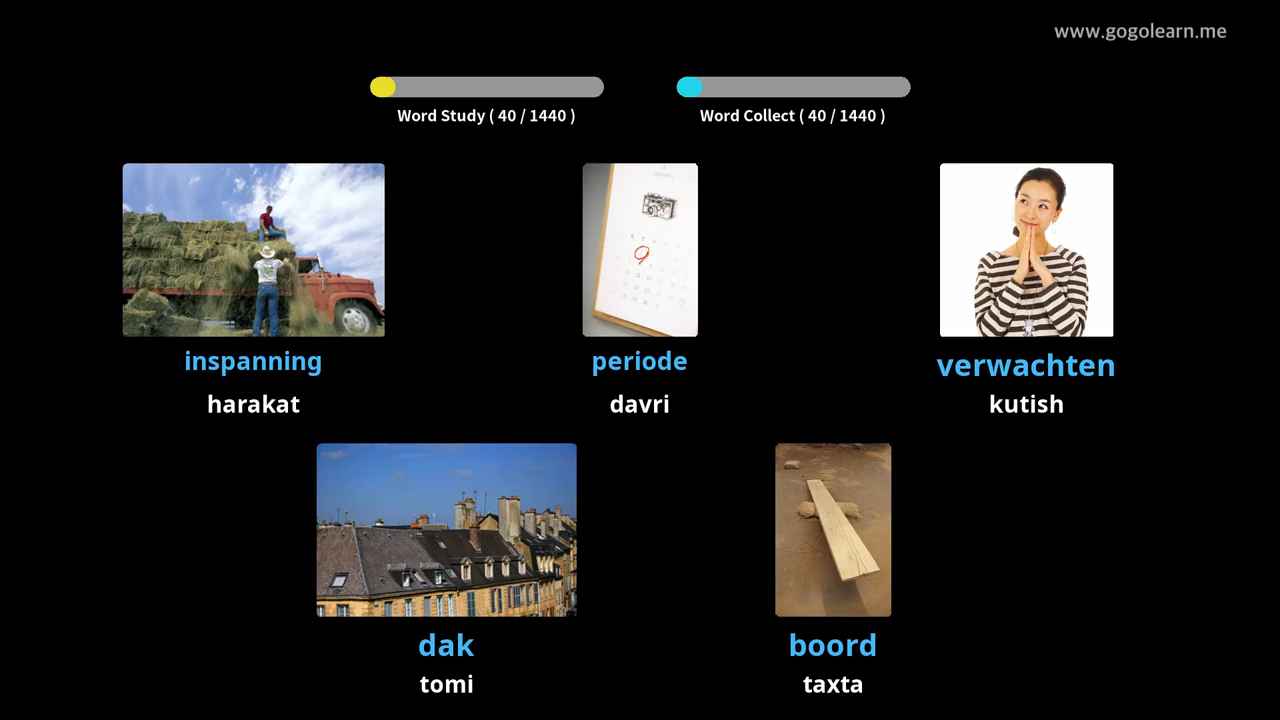 www.gogolearn.me
Word Study ( 40 / 1440 )
Word Collect ( 40 / 1440 )
inspanning
harakat
periode
davri
verwachten
kutish
dak
tomi
boord
taxta